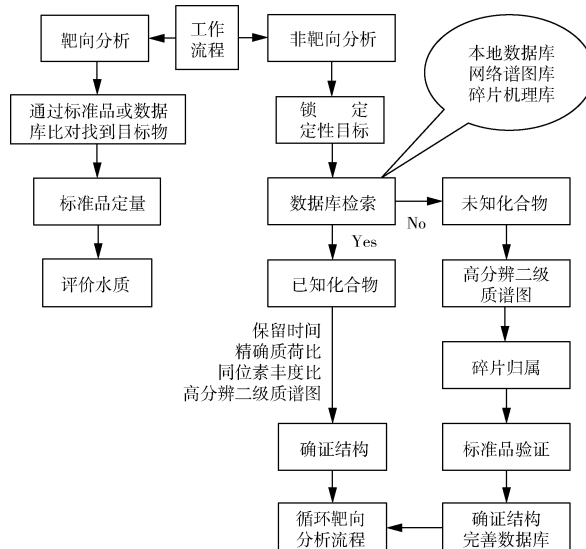 靶向分析
工作
流程
非靶向分析
本地数据库
网络谱图库
碎片机理库
通过标准品或数据
库比对找到目标物
锁 定
定性目标
标准品定量
数据库检索
No
未知化合物
Yes
评价水质
已知化合物
高分辨二级
质谱图
保留时间
精确质荷比
同位素丰度比
高分辨二级质谱图
碎片归属
确证结构
标准品验证
循环靶向
分析流程
确证结构
完善数据库